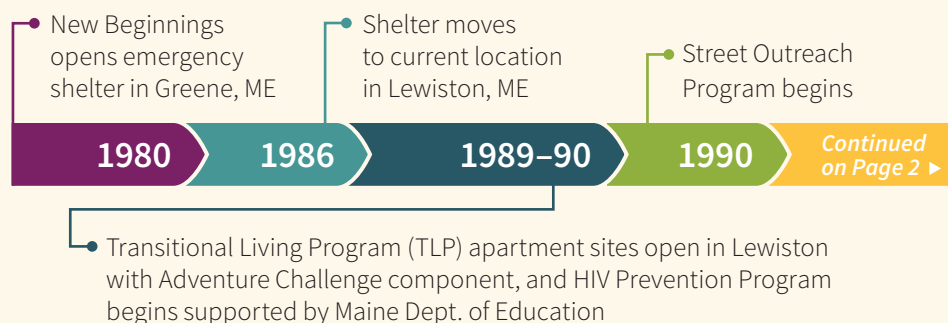 New Beginnings
opens emergency
shelter in Greene, ME
Shelter moves
to current location
in Lewiston, ME
Street Outreach
Program begins
1980
1986
1989–90
1990
Continued
on Page 2 ▶
Transitional Living Program (TLP) apartment sites open in Lewiston
with Adventure Challenge component, and HIV Prevention Program
begins supported by Maine Dept. of Education